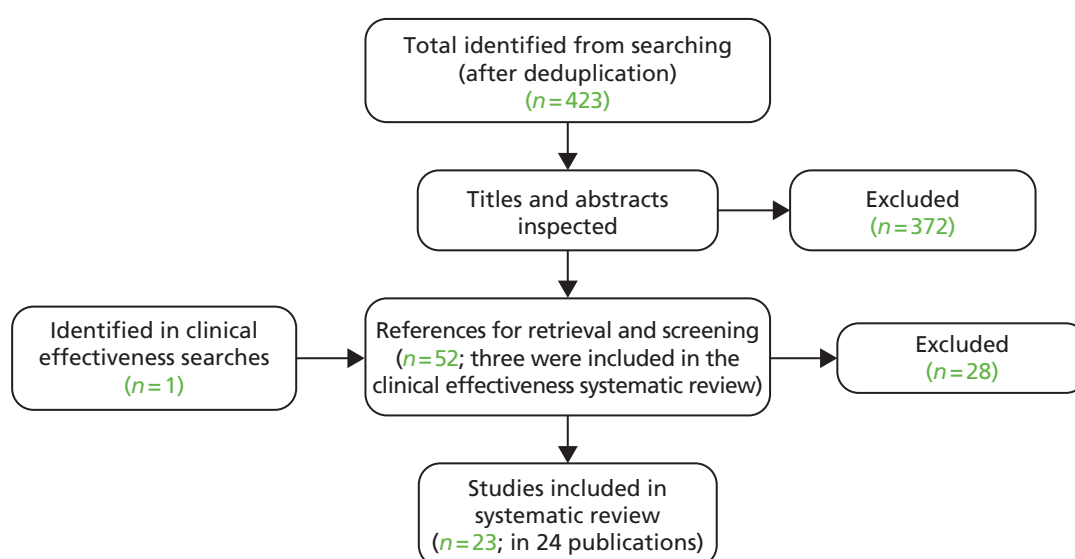 Total identified from searching
(after deduplication)
(n=423)
Titles and abstracts
inspected
Excluded
(n=372)
Identified in clinical
effectiveness searches
(n=1)
References for retrieval and screening
(n=52; three were included in the
clinical effectiveness systematic review)
Excluded
(n=28)
Studies included in
systematic review
(n=23; in 24 publications)